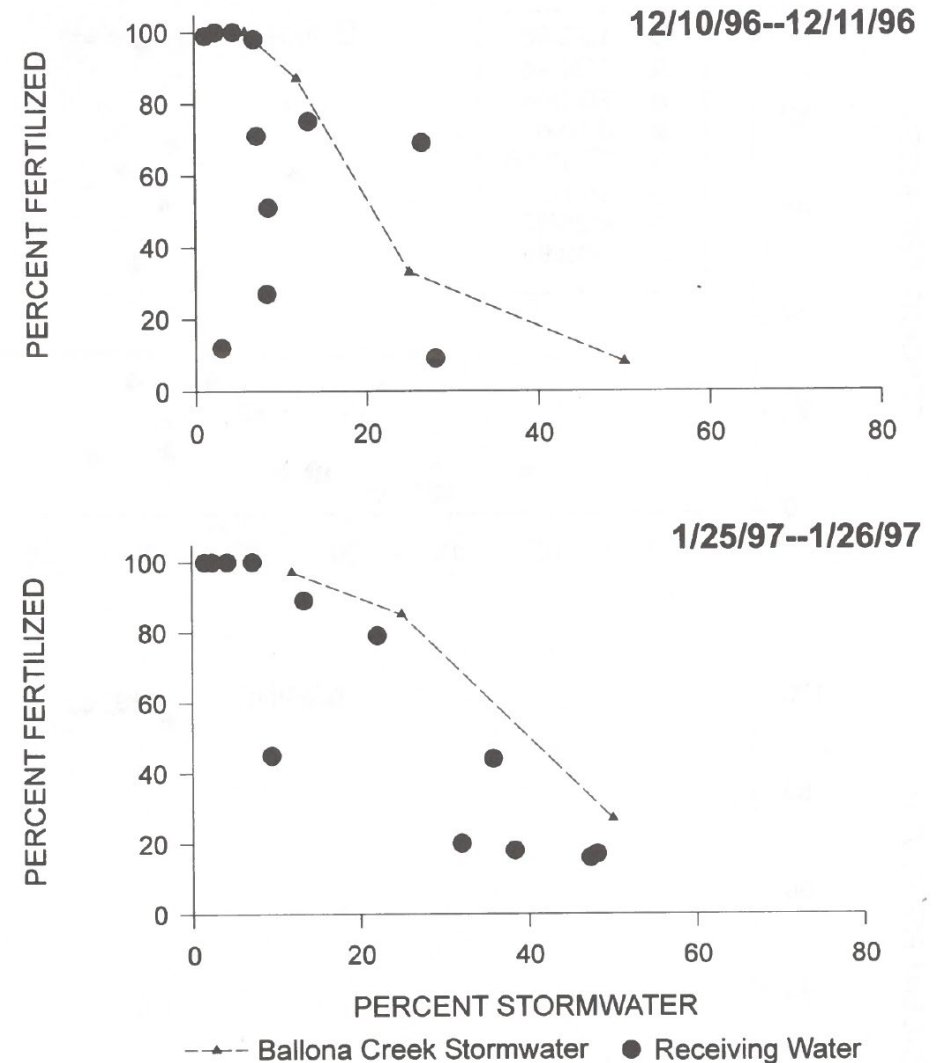 12/10/96--12/11/96
PERCENT FERTILIZED
100
80
60
40
20
0
0 20 40 60 80
1/25/97--1/26/97
PERCENT FERTILIZED
100
80
60
40
20
0
0 20 40 60 80
PERCENT STORMWATER
Ballona Creek Stormwater Receiving Water